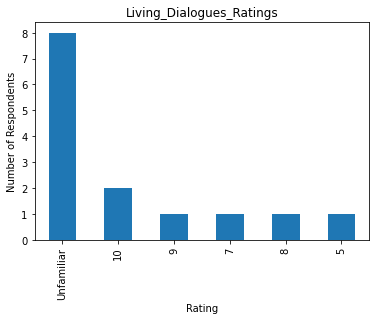 Living_Dialogues_Ratings
Number of Respondents
8
7
6
5
4
3
2
1
0
Unfamiliar 10 9 7 8 5
Rating